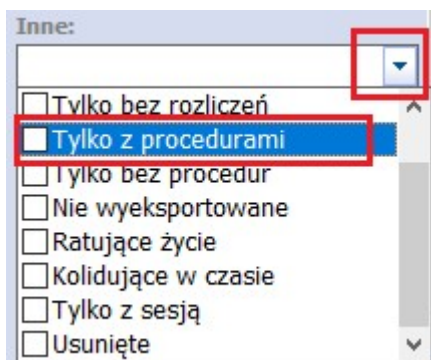 Inne:
Tylko bez rozliczeń
Tylko z procedurami
Tylko bez procedur
Nie wyeksportowane
Ratujące życie
Kolidujące w czasie
Tylko z sesją
Usunięte